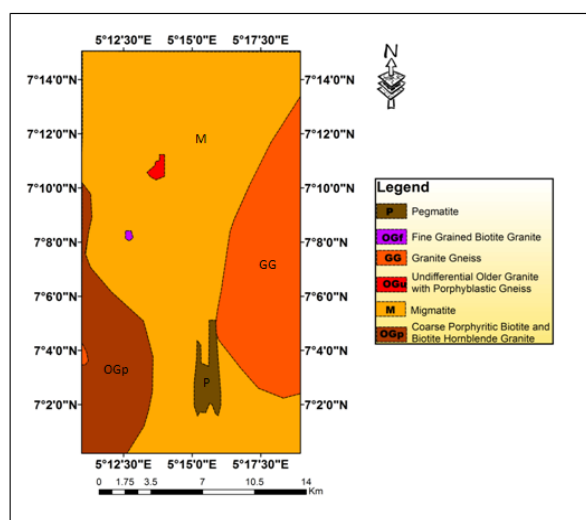 5°12'30"E 5°15'0"E 5°17'30"E
N
7°14'0"N 7°14'0"N
7°12'0"N 7°12'0"N
M
7°10'0"N 7°10'0"N
7°8'0"N 7°8'0"N
GG
7°6'0"N 7°6'0"N
7°4'0"N 7°4'0"N
OGp
P
7°2'0"N 7°2'0"N
5°12'30"E 5°15'0"E 5°17'30"E
0 1.75 3.5 7 10.5 14
Km
Legend
P Pegmatite
OGf Fine Grained Biotite Granite
GG Granite Gneiss
OGu Undifferential Older Granite
with Porphyblastic Gneiss
M Migmatite
OGp Coarse Porphyritic Biotite and
Biotite Hornblende Granite